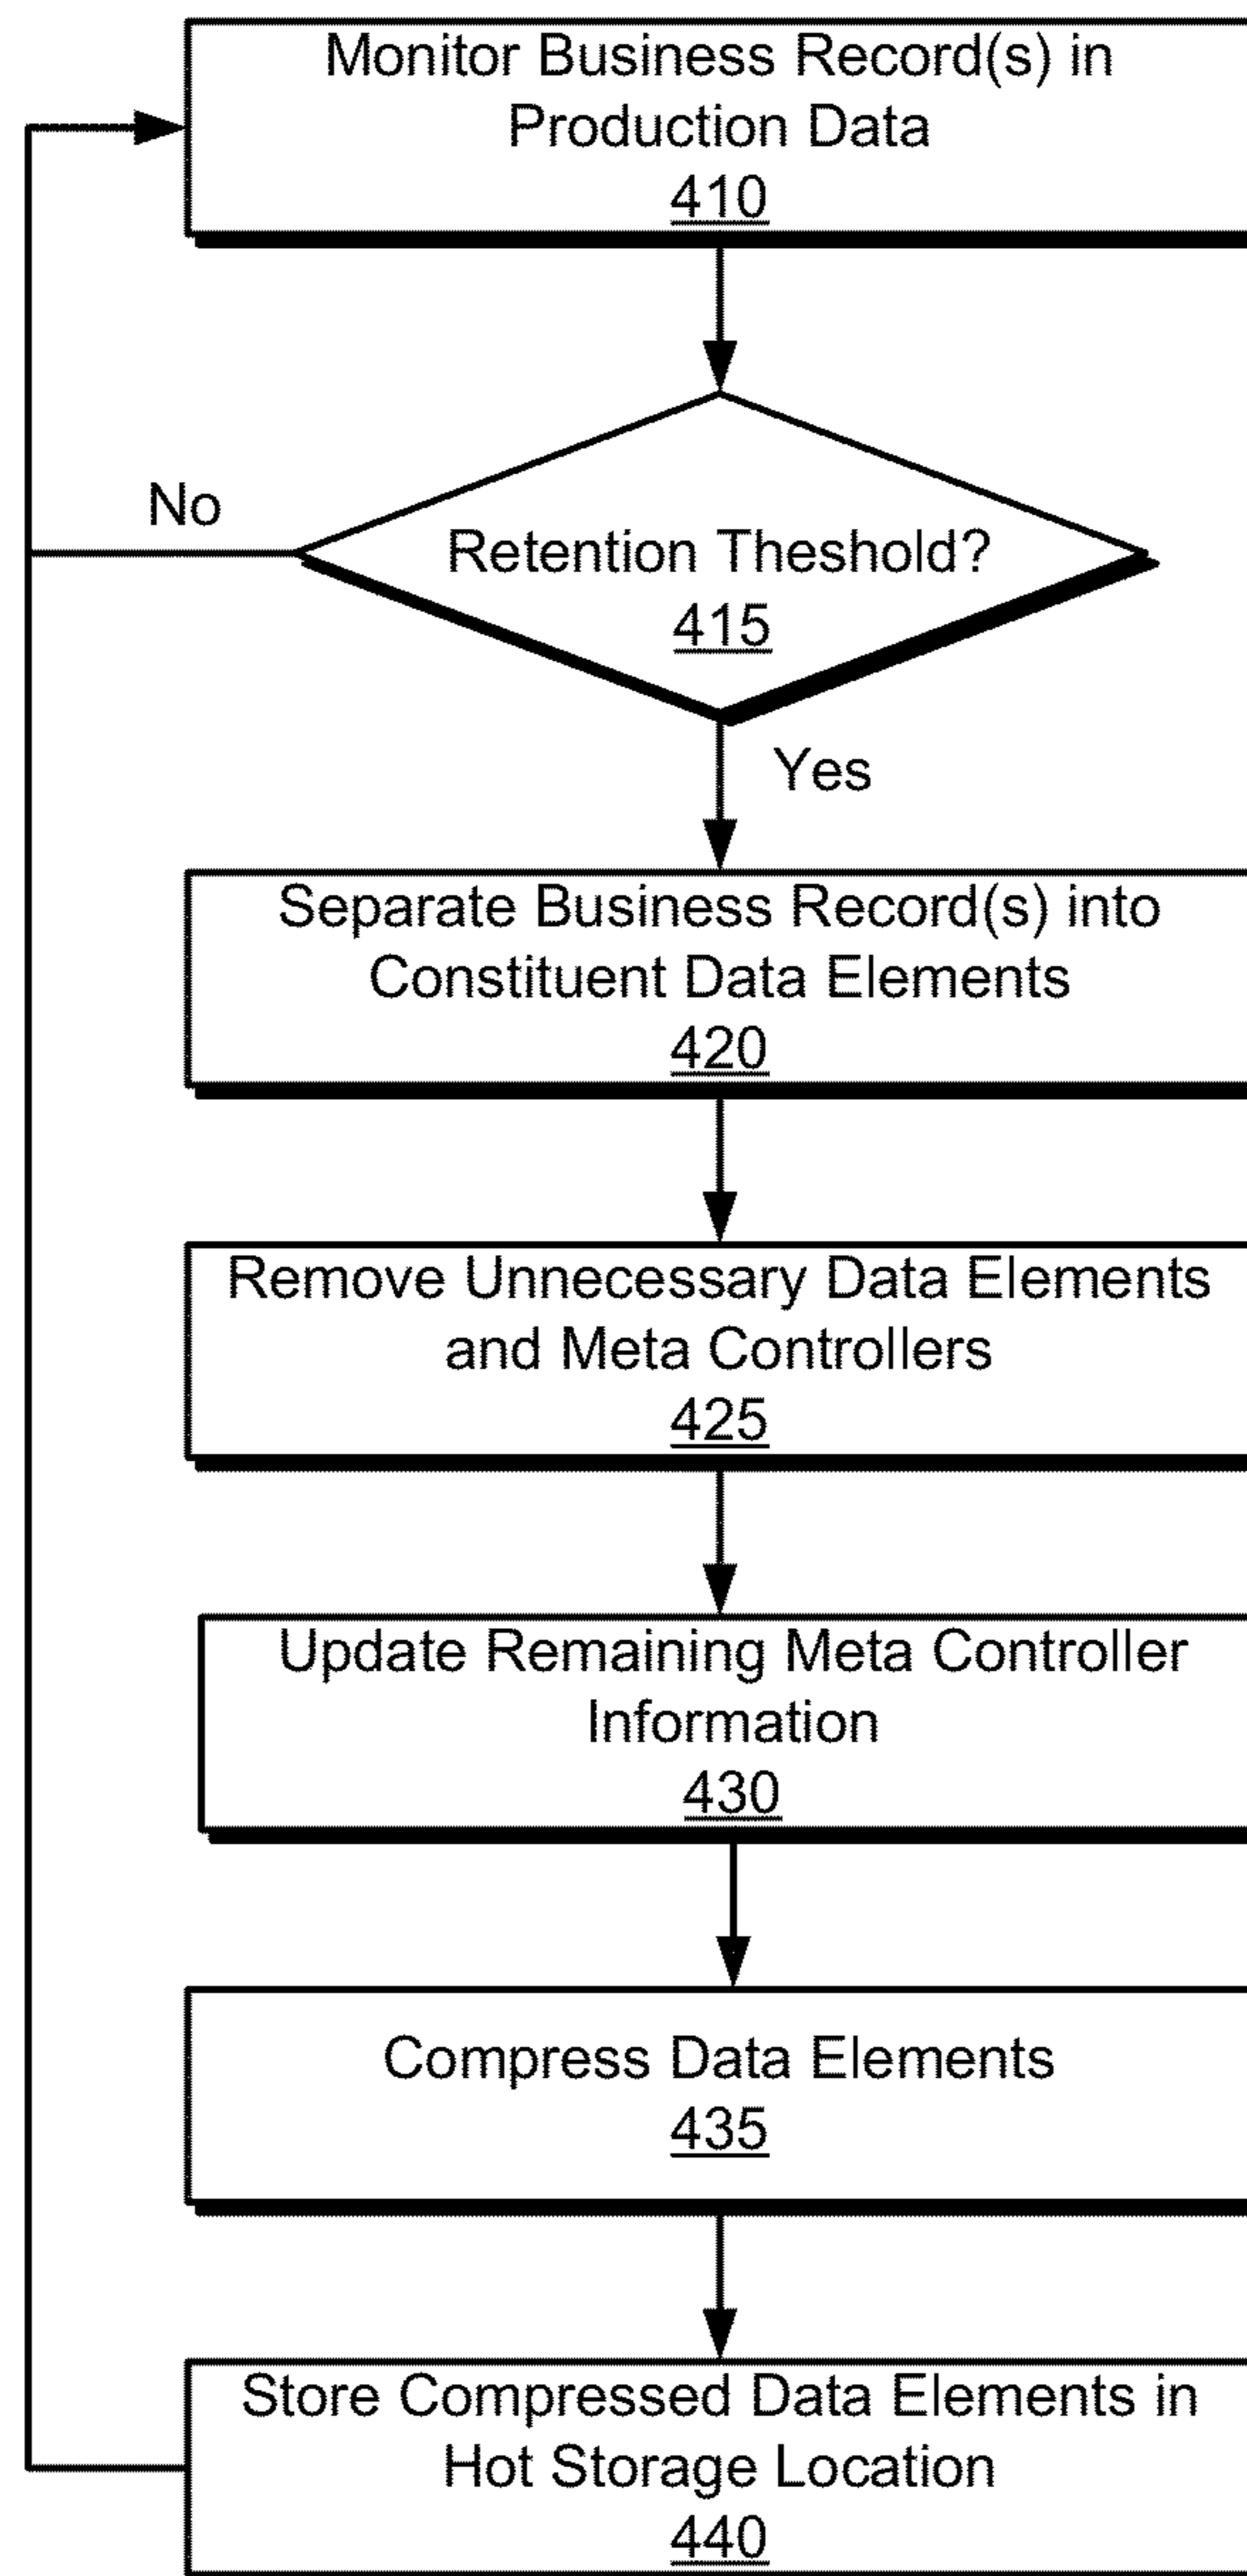 Monitor Business Record(s) in
Production Data
410
Retention Theshold?
415
No
Yes
Separate Business Record(s) into
Constituent Data Elements
420
Remove Unnecessary Data Elements
and Meta Controllers
425
Update Remaining Meta Controller
Information
430
Compress Data Elements
435
Store Compressed Data Elements in
Hot Storage Location
440